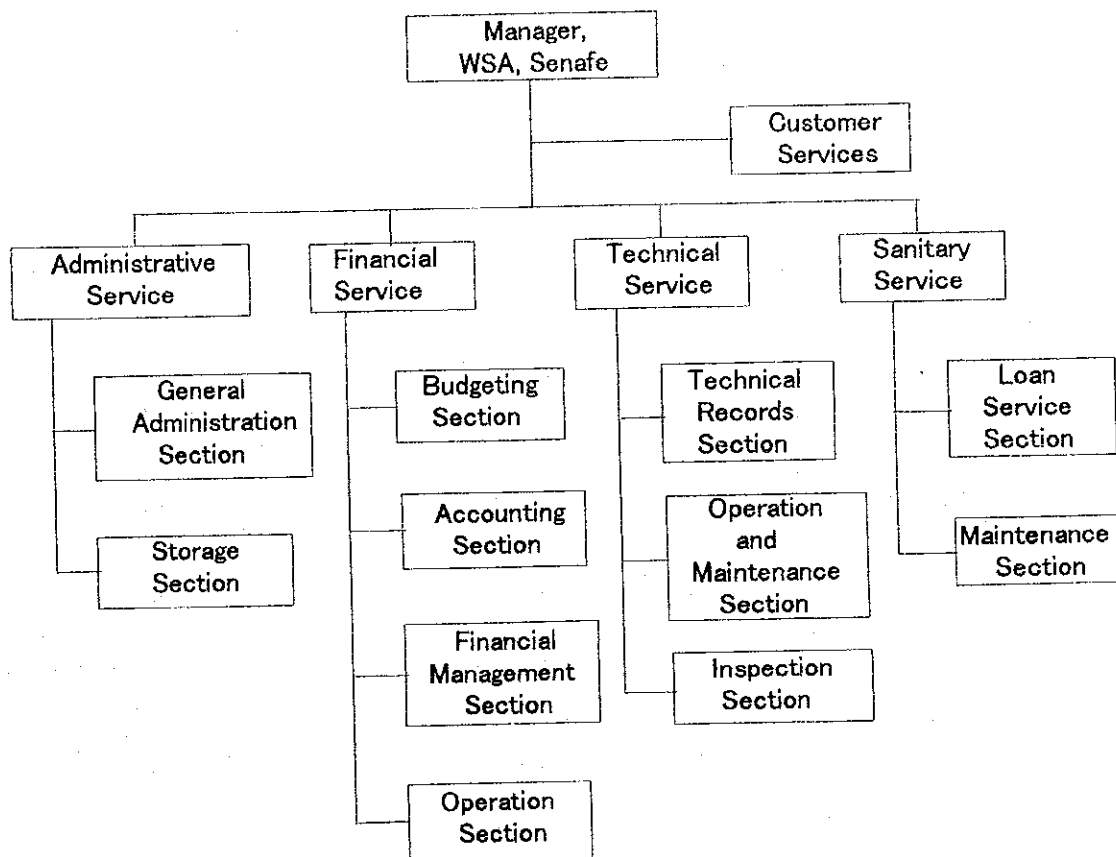 Manager,
WSA, Senafe
Customer
Services
Administrative
Service
Financial
Service
Technical
Service
Sanitary
Service
General
Administration
Section
Storage
Section
Budgeting
Section
Accounting
Section
Financial
Management
Section
Operation
Section
Technical
Records
Section
Operation
and
Maintenance
Section
Inspection
Section
Loan
Service
Section
Maintenance
Section